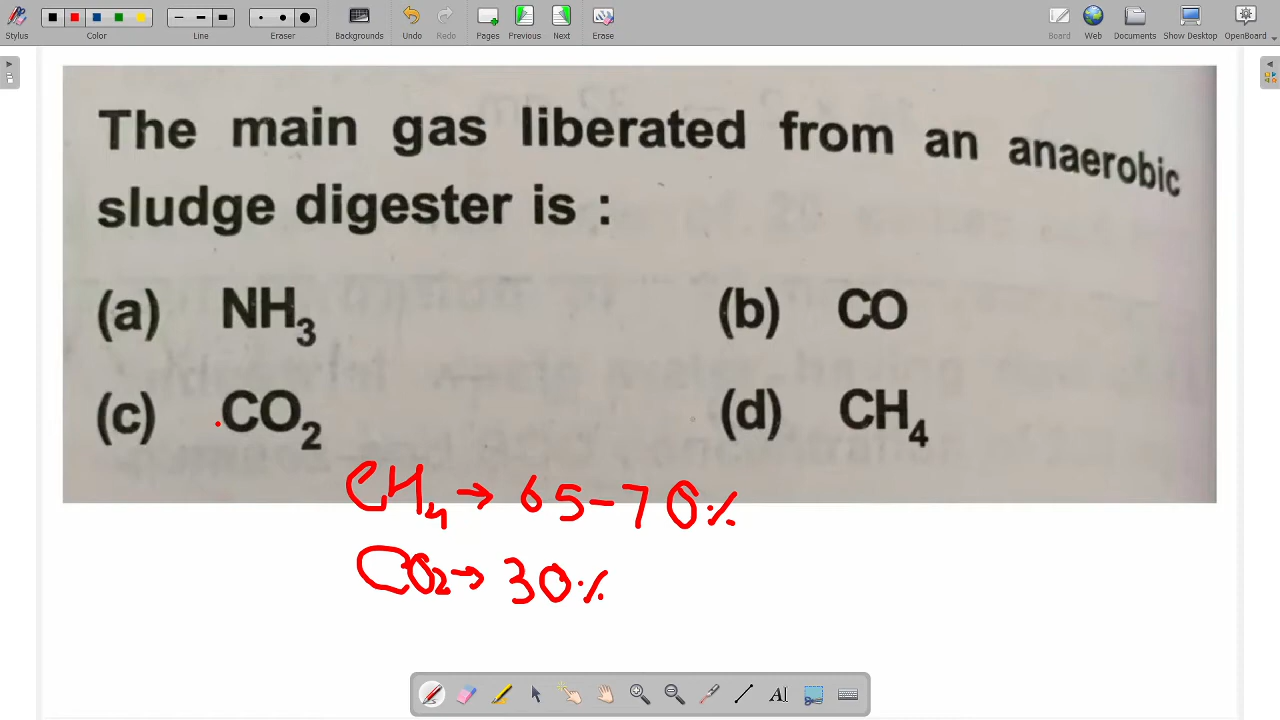 Stylus Color Line Eraser Backgrounds Undo Redo Pages Previous Next Erase Board Web Documents Show Desktop OpenBoard
The main gas liberated from an anaerobic
sludge digester is :
(a) NH3 (b) CO
(c) CO2 (d) CH4
CH4 → 65-70%
CO2 → 30%
AI